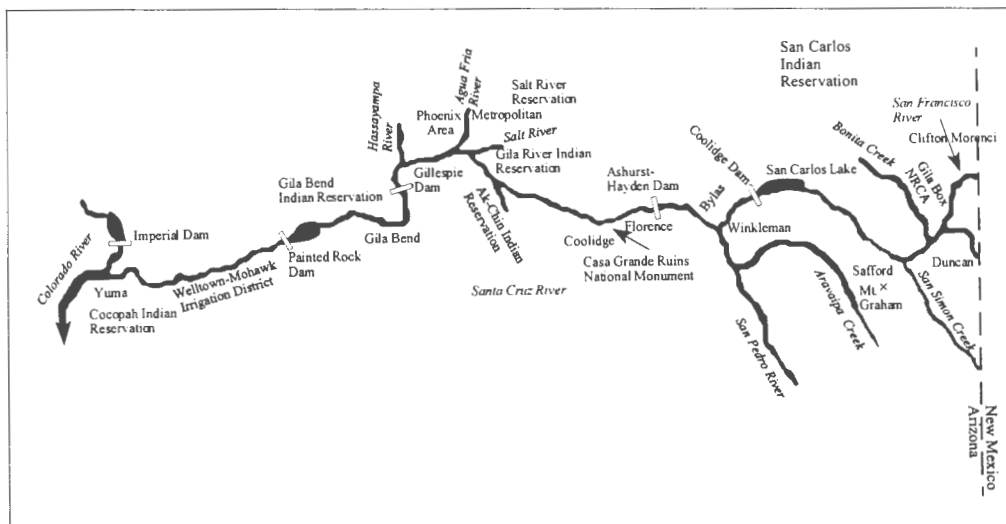 San Carlos
Indian
Reservation
Agua Fria
River
Salt River
Reservation
Hassayampa
River
Phoenix Metropolitan
Area
Salt River
Gila River Indian
Reservation
San Francisco
River
Clifton Morenci
Bonita Creek
Gila Box
NRCA
Coolidge Dam
San Carlos Lake
Gillespie
Dam
Ashurst-
Hayden Dam
Bylas
Gila Bend
Indian Reservation
Ak-Chin Indian
Reservation
Colorado River
Imperial Dam
Gila Bend
Florence
Winkleman
Coolidge
Painted Rock
Dam
Casa Grande Ruins
National Monument
Duncan
Safford
Mt. ×
Graham
Welltown-Mohawk
Irrigation District
Yuma
Santa Cruz River
Cocopah Indian
Reservation
Aravaipa Creek
San Simon Creek
San Pedro River
New Mexico
Arizona